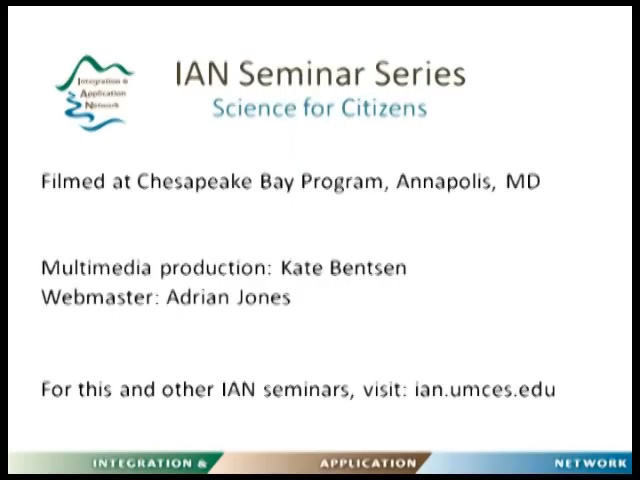 Integration &
Application
Network
IAN Seminar Series
Science for Citizens
Filmed at Chesapeake Bay Program, Annapolis, MD
Multimedia production: Kate Bentsen
Webmaster: Adrian Jones
For this and other IAN seminars, visit: ian.umces.edu
INTEGRATION & APPLICATION NETWORK